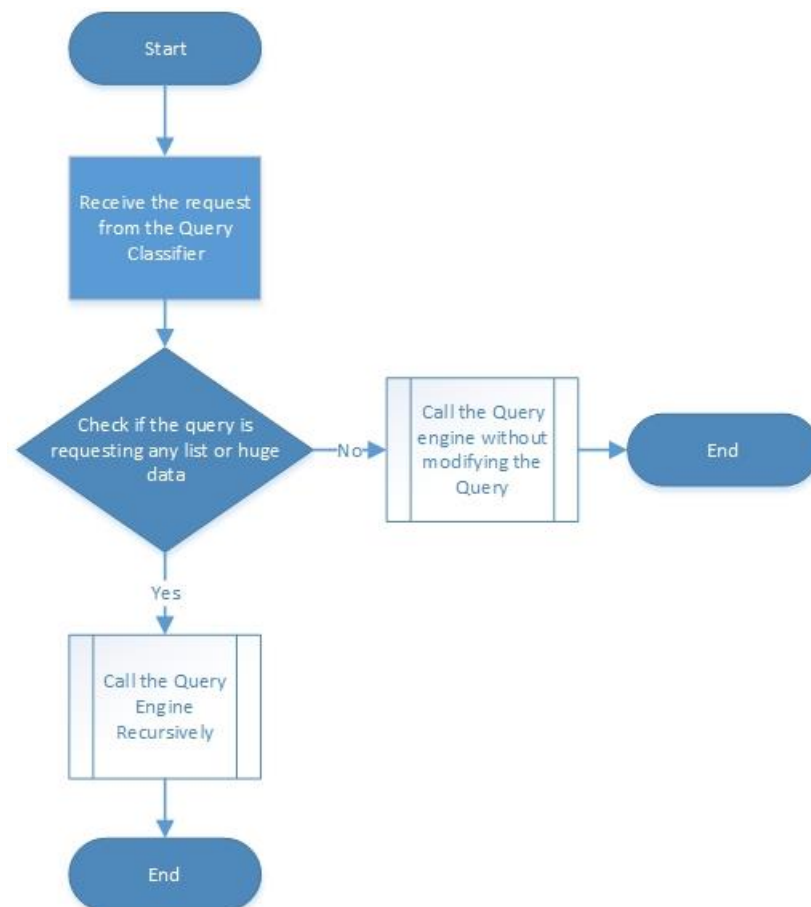 Start
Receive the request
from the Query
Classifier
Check if the query is
requesting any list or huge
data
No
Call the Query
engine without
modifying the
Query
End
Yes
Call the Query
Engine
Recursively
End